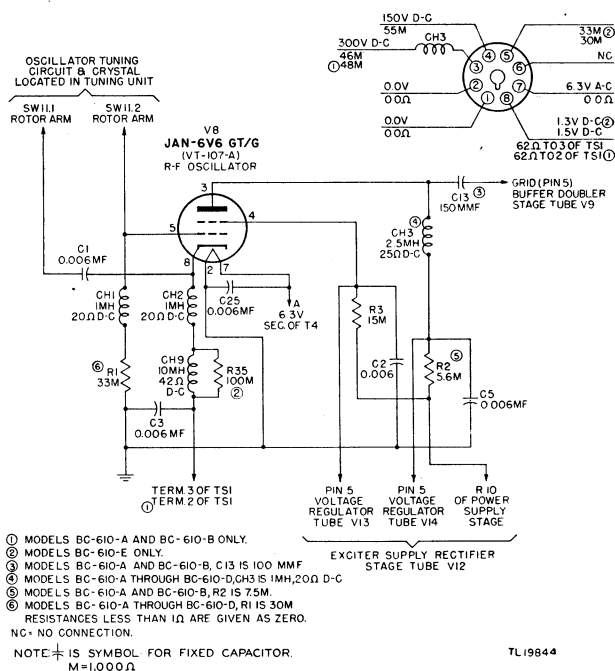 150V D-C
55M
33M②
30M
CH3
300V D-C
46M
①48M
NC
0.0V
0 0Ω
6.3V A-C
0 0Ω
0.0V
0 0Ω
1.3V D-C②
1.5V D-C
62Ω TO 3 OF TS1
62Ω TO 2 OF TS1①
4
5
3
6
2
7
1
8
OSCILLATOR TUNING
CIRCUIT & CRYSTAL
LOCATED IN TUNING UNIT
SW11.1
ROTOR ARM
SW11.2
ROTOR ARM
V8
JAN-6V6 GT/G
(VT-107-A)
R-F OSCILLATOR
3
4
5
8
2
7
C13
150MMF
③
GRID (PIN 5)
BUFFER DOUBLER
STAGE TUBE V9
④
CH3
2.5MH
25Ω D-C
C1
0.006MF
CH1
1MH
20Ω D-C
CH2
1MH
20Ω D-C
C25
0.006MF
A
6.3V
SEC. OF T4
R3
15M
C2
0.006
⑤
R2
5.6M
C5
0 006MF
⑥
R1
33M
CH9
10MH
42Ω
D-C
R35
100M
②
C3
0.006MF
TERM. 3 OF TS1
① TERM. 2 OF TS1
PIN 5
VOLTAGE
REGULATOR
TUBE V13
PIN 5
VOLTAGE
REGULATOR
TUBE V14
R 10
OF POWER
SUPPLY
STAGE
EXCITER SUPPLY RECTIFIER
STAGE TUBE V12
① MODELS BC-610-A AND BC-610-B ONLY.
② MODELS BC-610-E ONLY.
③ MODELS BC-610-A AND BC-610-B, C13 IS 100 MMF
④ MODELS BC-610-A THROUGH BC-610-D, CH3 IS 1MH, 20Ω D-C
⑤ MODELS BC-610-A AND BC-610-B, R2 IS 7.5M.
⑥ MODELS BC-610-A THROUGH BC-610-D, R1 IS 30M
RESISTANCES LESS THAN 1Ω ARE GIVEN AS ZERO.
NC= NO CONNECTION.
NOTE: IS SYMBOL FOR FIXED CAPACITOR.
M=1,000Ω
TL19844